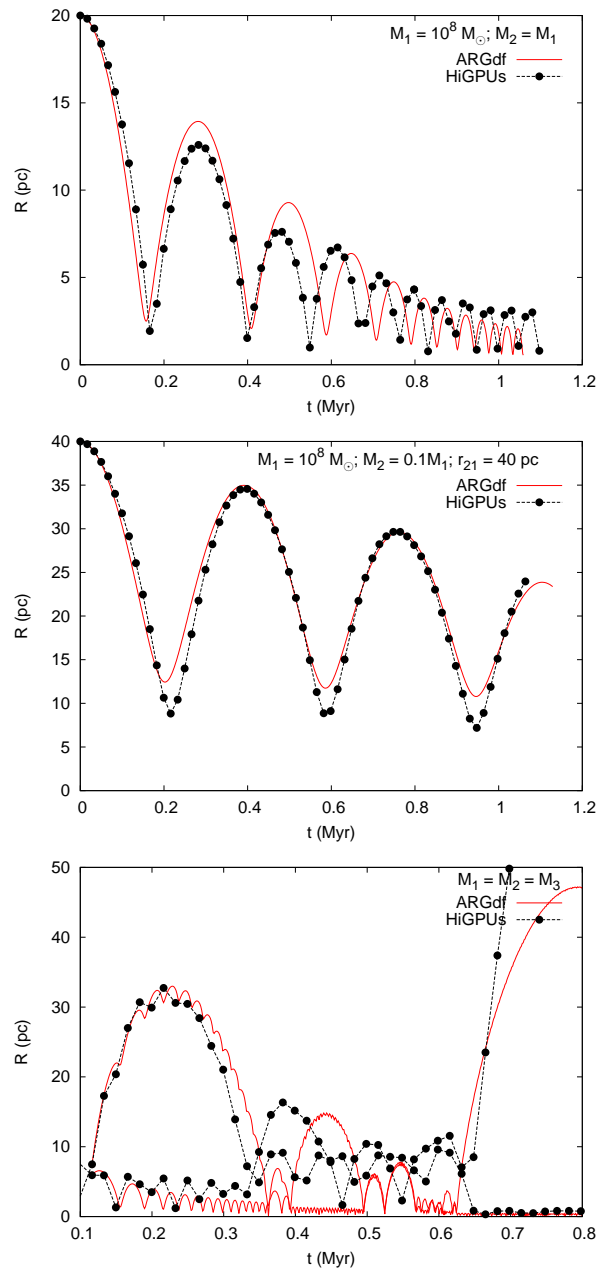 M₁ = 10⁸ M☉; M₂ = M₁
ARGdf
HiGPUs
20
15
10
5
0
R (pc)
0 0.2 0.4 0.6 0.8 1 1.2
t (Myr)
M₁ = 10⁸ M☉; M₂ = 0.1M₁; r₂₁ = 40 pc
ARGdf
HiGPUs
40
35
30
25
20
15
10
5
0
R (pc)
0 0.2 0.4 0.6 0.8 1 1.2
t (Myr)
M₁ = M₂ = M₃
ARGdf
HiGPUs
50
40
30
20
10
0
R (pc)
0.1 0.2 0.3 0.4 0.5 0.6 0.7 0.8
t (Myr)